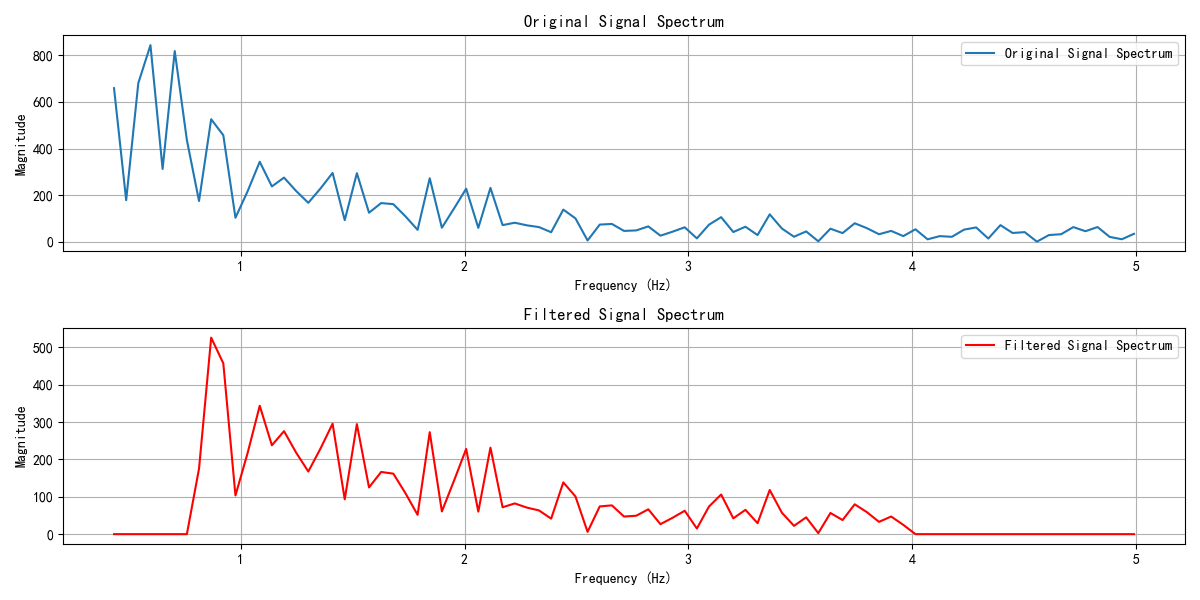 Original Signal Spectrum
Original Signal Spectrum
Magnitude
800
600
400
200
0
1 2 3 4 5
Frequency (Hz)
Filtered Signal Spectrum
Filtered Signal Spectrum
Magnitude
500
400
300
200
100
0
1 2 3 4 5
Frequency (Hz)